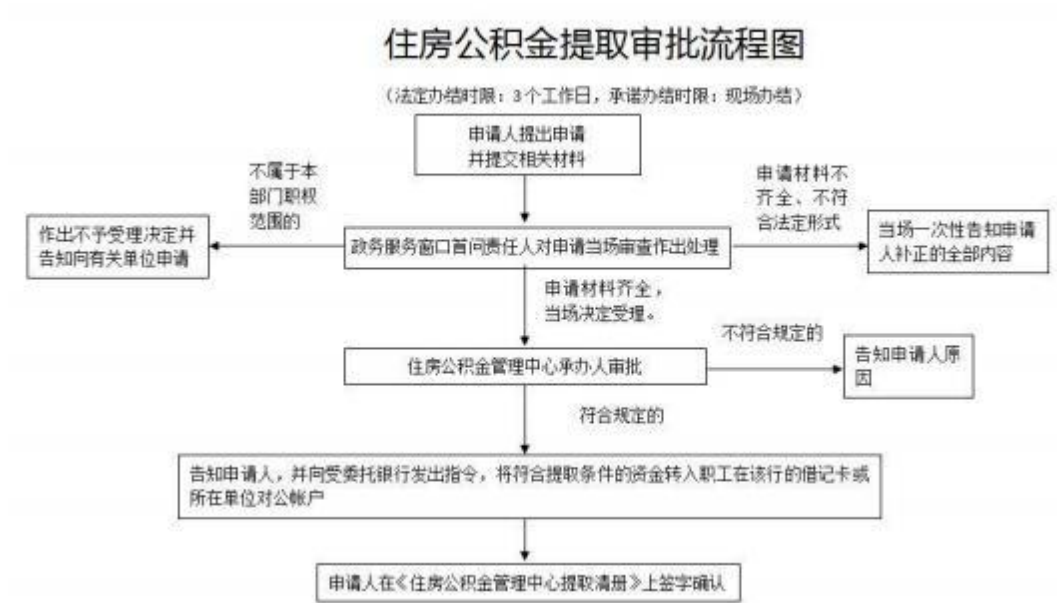 住房公积金提取审批流程图
（法定办结时限：3个工作日，承诺办结时限：现场办结）
申请人提出申请
并提交相关材料
不属于本
部门职权
范围的
申请材料不
齐全、不符
合法定形式
作出不予受理决定并
告知向有关单位申请
政务服务窗口首问责任人对申请当场审查作出处理
当场一次性告知申请
人补正的全部内容
申请材料齐全，
当场决定受理。
不符合规定的
住房公积金管理中心承办人审批
告知申请人原
因
符合规定的
告知申请人，并向受委托银行发出指令，将符合提取条件的资金转入职工在该行的借记卡或
所在单位对公帐户
申请人在《住房公积金管理中心提取清册》上签字确认